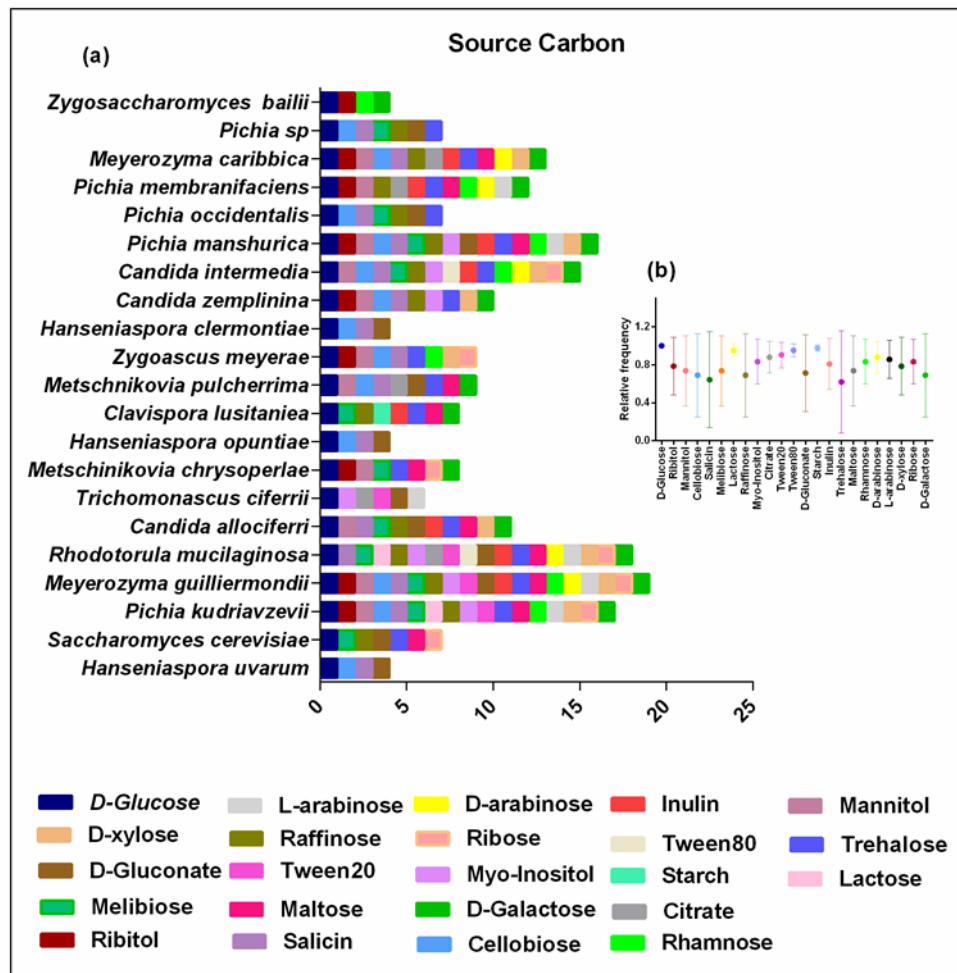 Source Carbon
(a)
Zygosaccharomyces bailii
Pichia sp
Meyerozyma caribbica
Pichia membranifaciens
Pichia occidentalis
Pichia manshurica
Candida intermedia
Candida zemplinina
Hanseniaspora clermontiae
Zygoascus meyerae
Metschnikovia pulcherrima
Clavispora lusitaniea
Hanseniaspora opuntiae
Metschinikovia chrysoperlae
Trichomonascus ciferrii
Candida allociferri
Rhodotorula mucilaginosa
Meyerozyma guilliermondii
Pichia kudriavzevii
Saccharomyces cerevisiae
Hanseniaspora uvarum
0 5 10 15 20 25
(b)
Relative frequency
1.2
0.8
0.4
0.0
D-Glucose
Ribitol
Mannitol
Cellobiose
Salicin
Melibiose
Lactose
Raffinose
Myo-Inositol
Citrate
Tween20
Tween80
D-Gluconate
Starch
Inulin
Trehalose
Maltose
Rhamnose
D-arabinose
L-arabinose
D-xylose
Ribose
D-Galactose
D-Glucose L-arabinose D-arabinose Inulin Mannitol
D-xylose Raffinose Ribose Tween80 Trehalose
D-Gluconate Tween20 Myo-Inositol Starch Lactose
Melibiose Maltose D-Galactose Citrate
Ribitol Salicin Cellobiose Rhamnose